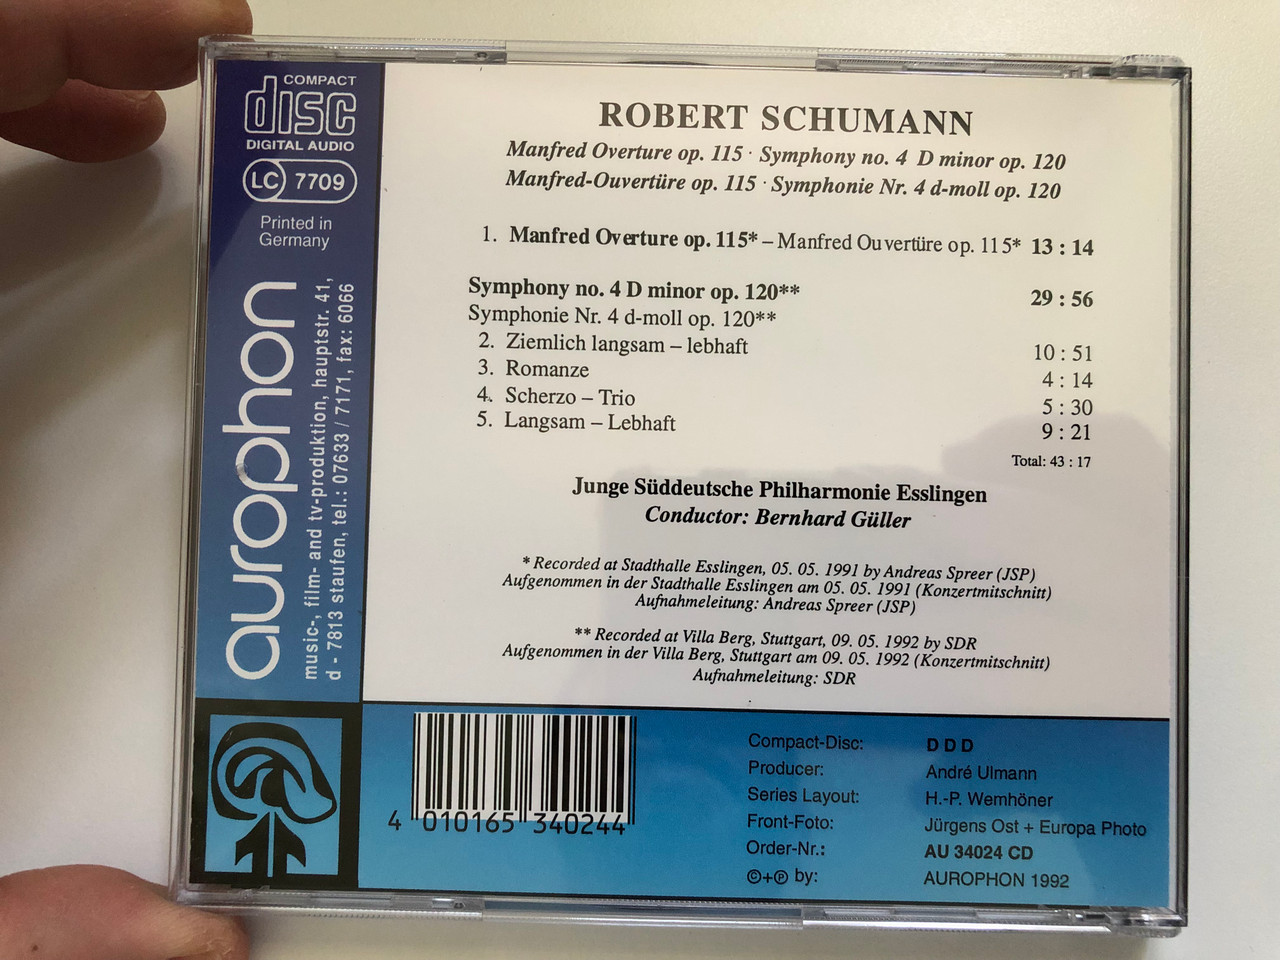 COMPACT
disc
DIGITAL AUDIO
LC 7709
Printed in
Germany
aurophon
music-, film- and tv-produktion, hauptstr. 41,
d - 7813 staufen, tel.: 07633 / 7171, fax: 6066
ROBERT SCHUMANN
Manfred Overture op. 115 · Symphony no. 4 D minor op. 120
Manfred-Ouvertüre op. 115 · Symphonie Nr. 4 d-moll op. 120
1. Manfred Overture op. 115* – Manfred Ouvertüre op. 115* 13 : 14
Symphony no. 4 D minor op. 120** 29 : 56
Symphonie Nr. 4 d-moll op. 120**
2. Ziemlich langsam – lebhaft 10 : 51
3. Romanze 4 : 14
4. Scherzo – Trio 5 : 30
5. Langsam – Lebhaft 9 : 21
Total: 43 : 17
Junge Süddeutsche Philharmonie Esslingen
Conductor: Bernhard Güller
* Recorded at Stadthalle Esslingen, 05. 05. 1991 by Andreas Spreer (JSP)
Aufgenommen in der Stadthalle Esslingen am 05. 05. 1991 (Konzertmitschnitt)
Aufnahmeleitung: Andreas Spreer (JSP)
** Recorded at Villa Berg, Stuttgart, 09. 05. 1992 by SDR
Aufgenommen in der Villa Berg, Stuttgart am 09. 05. 1992 (Konzertmitschnitt)
Aufnahmeleitung: SDR
4 010165 340244
Compact-Disc: D D D
Producer: André Ulmann
Series Layout: H.-P. Wemhöner
Front-Foto: Jürgens Ost + Europa Photo
Order-Nr.: AU 34024 CD
©+℗ by: AUROPHON 1992